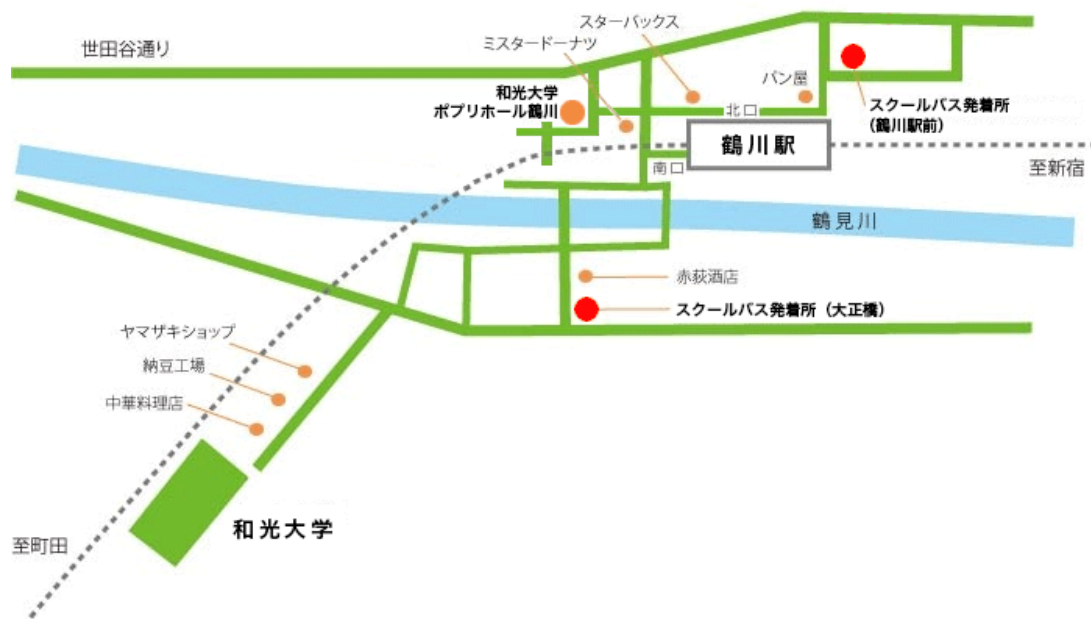 スターバックス
世田谷通り
ミスタードーナツ
パン屋
和光大学
ポプリホール鶴川
北口
スクールバス発着所
(鶴川駅前)
鶴川駅
南口
至新宿
鶴見川
赤荻酒店
スクールバス発着所（大正橋）
ヤマザキショップ
納豆工場
中華料理店
和光大学
至町田